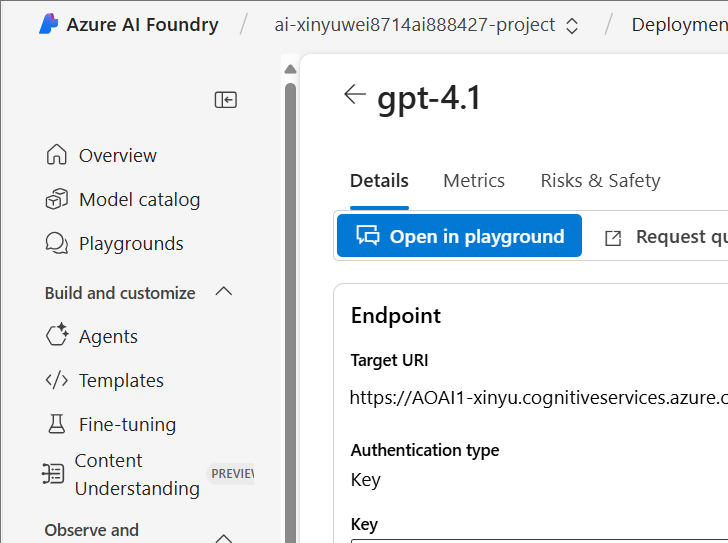 Azure AI Foundry / ai-xinyuwei8714ai888427-project / Deploymen
gpt-4.1
Overview
Model catalog
Playgrounds
Build and customize
Agents
Templates
Fine-tuning
Content
Understanding
PREVIEW
Observe and
Details Metrics Risks & Safety
Open in playground Request qu
Endpoint
Target URI
https://AOAI1-xinyu.cognitiveservices.azure.c
Authentication type
Key
Key